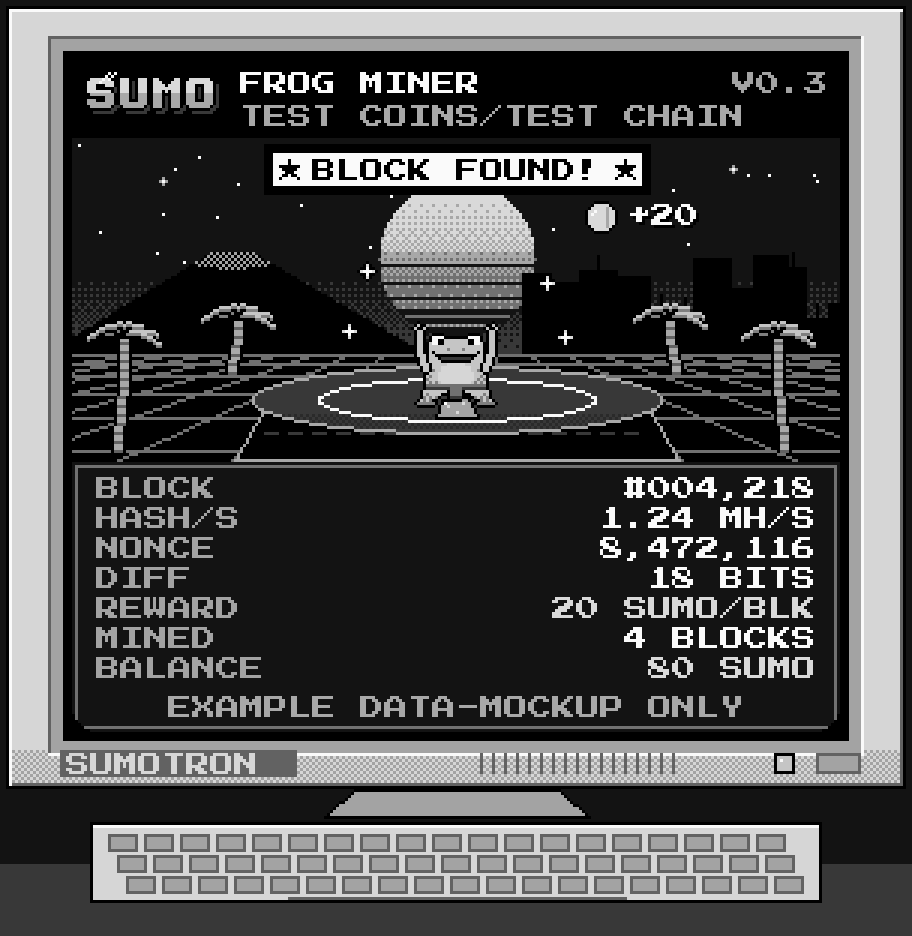 SUMO FROG MINER V0.3
TEST COINS/TEST CHAIN
★ BLOCK FOUND! ★
+20
BLOCK #004,218
HASH/S 1.24 MH/S
NONCE 8,472,116
DIFF 18 BITS
REWARD 20 SUMO/BLK
MINED 4 BLOCKS
BALANCE 80 SUMO
EXAMPLE DATA-MOCKUP ONLY
SUMOTRON